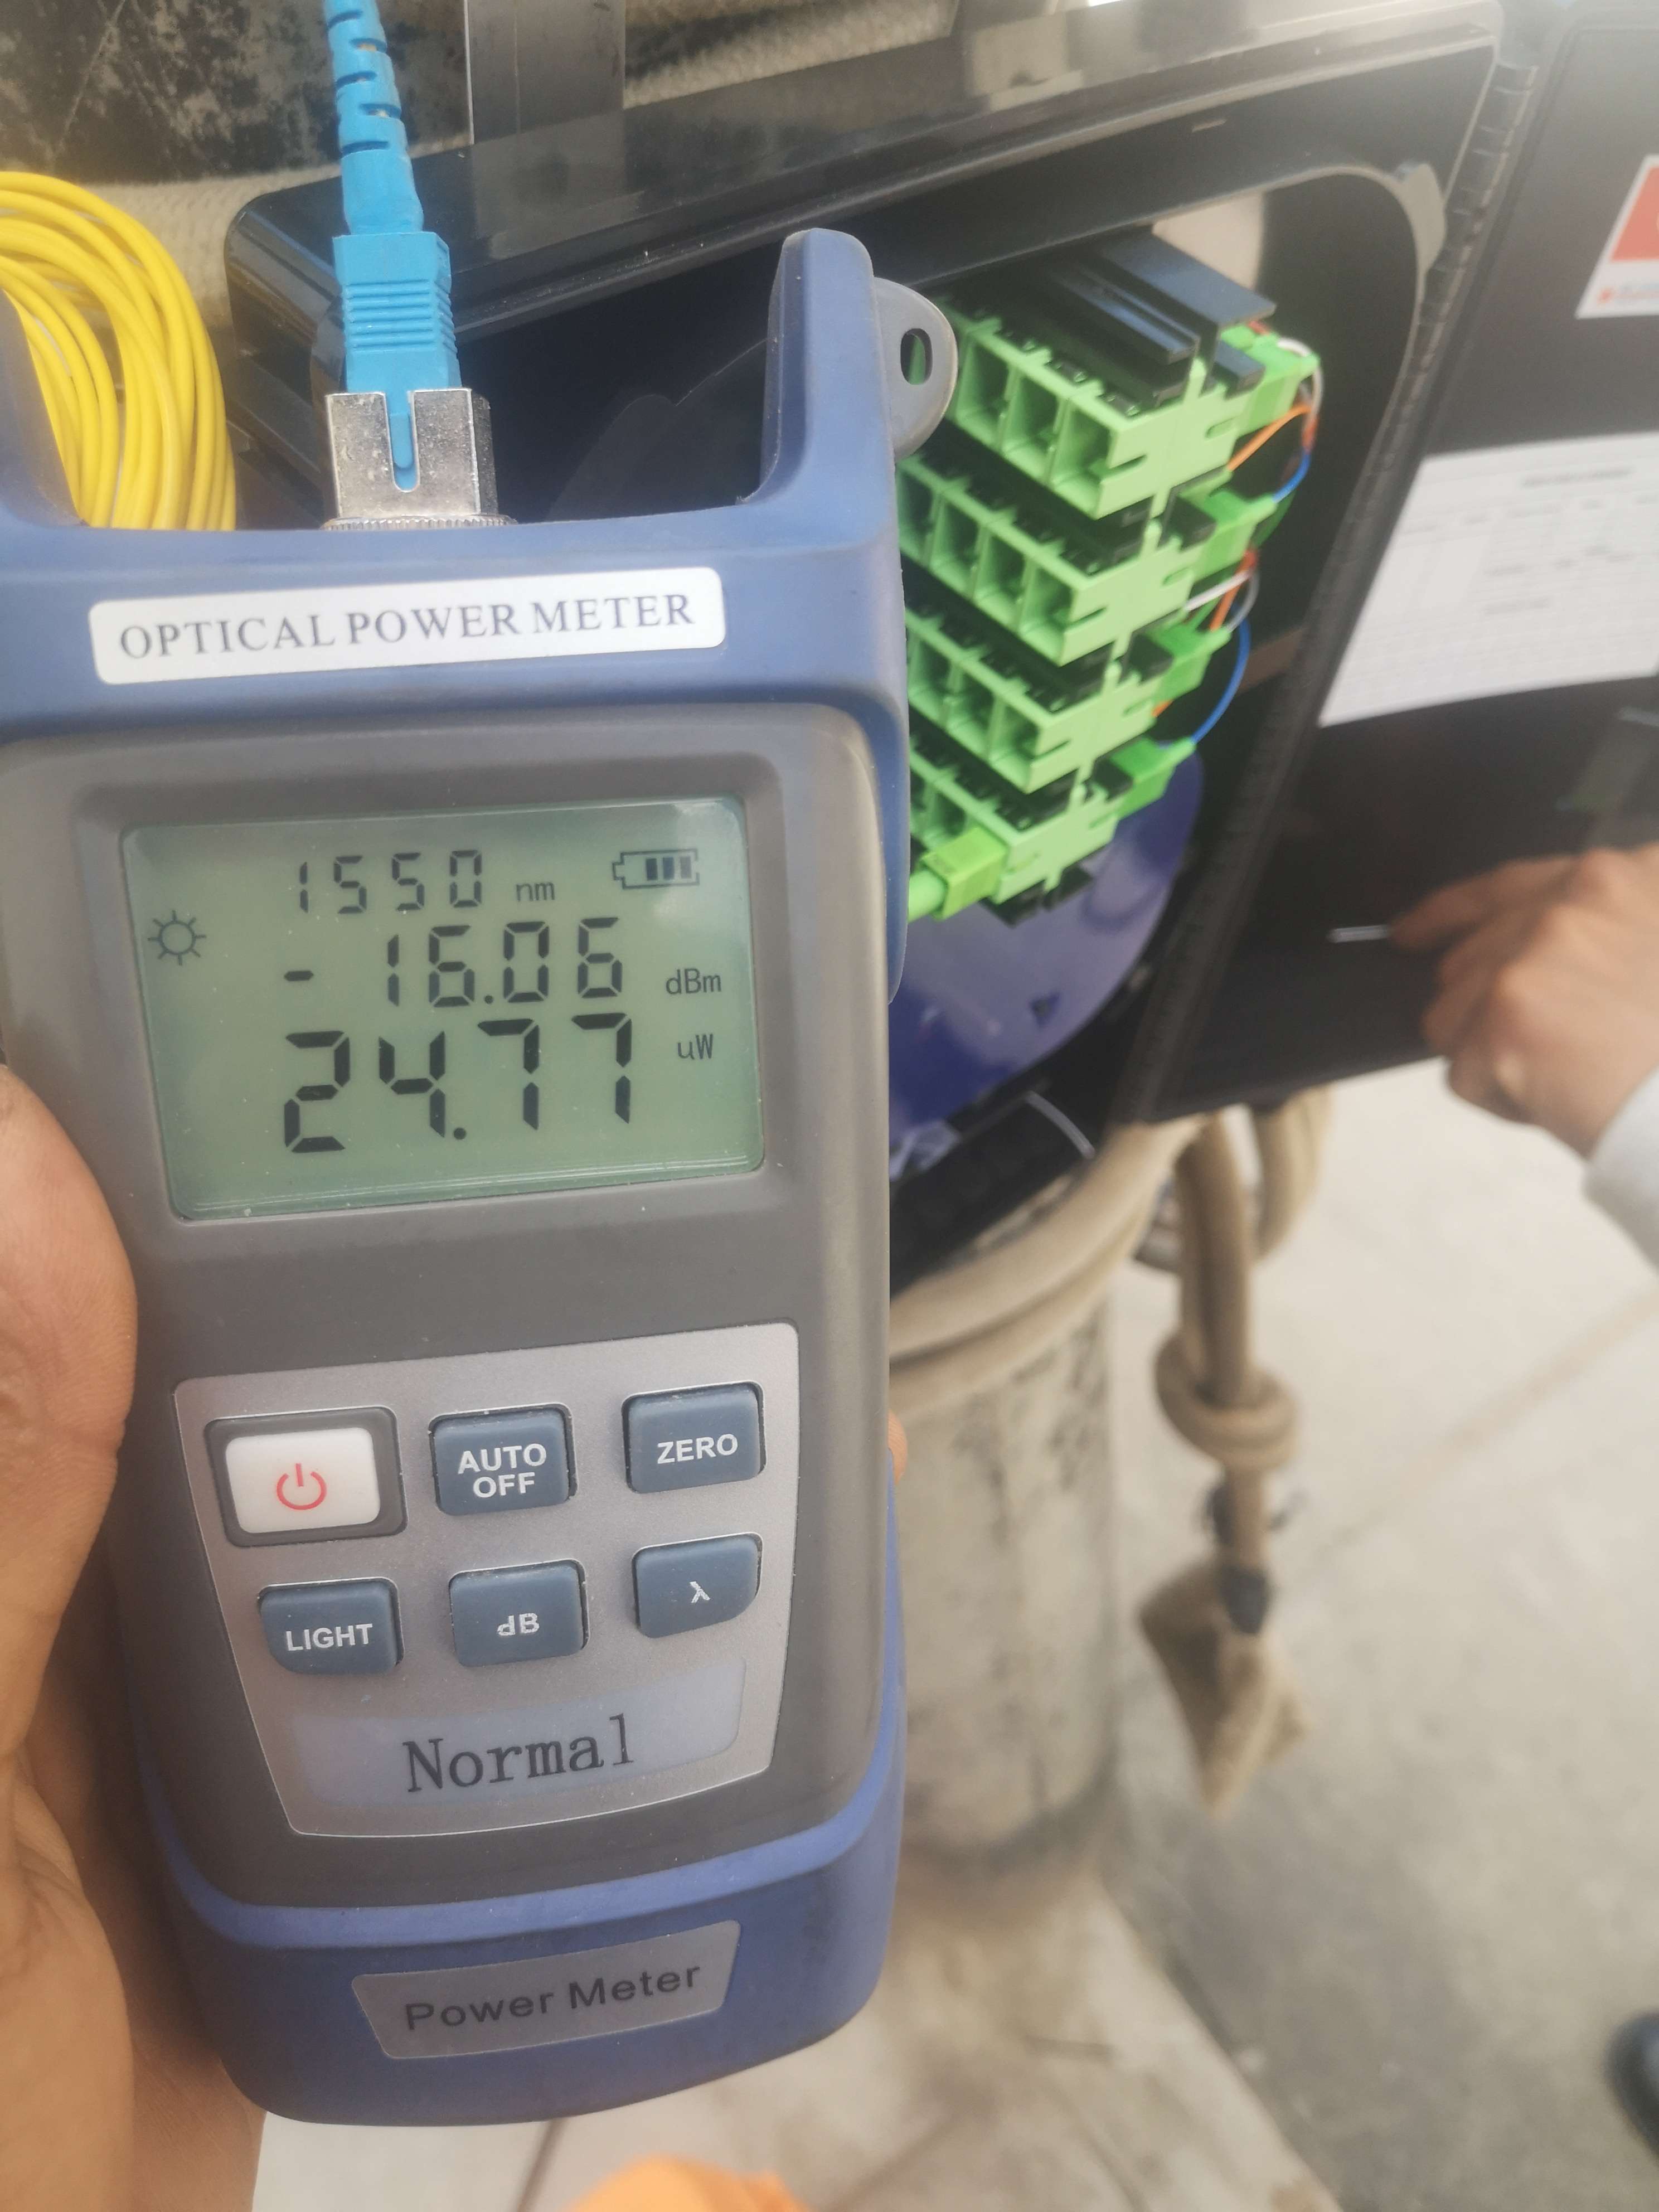 OPTICAL POWER METER
1550 nm
- 16.06 dBm
24.77 uW
AUTO OFF
ZERO
LIGHT
dB
λ
Normal
Power Meter